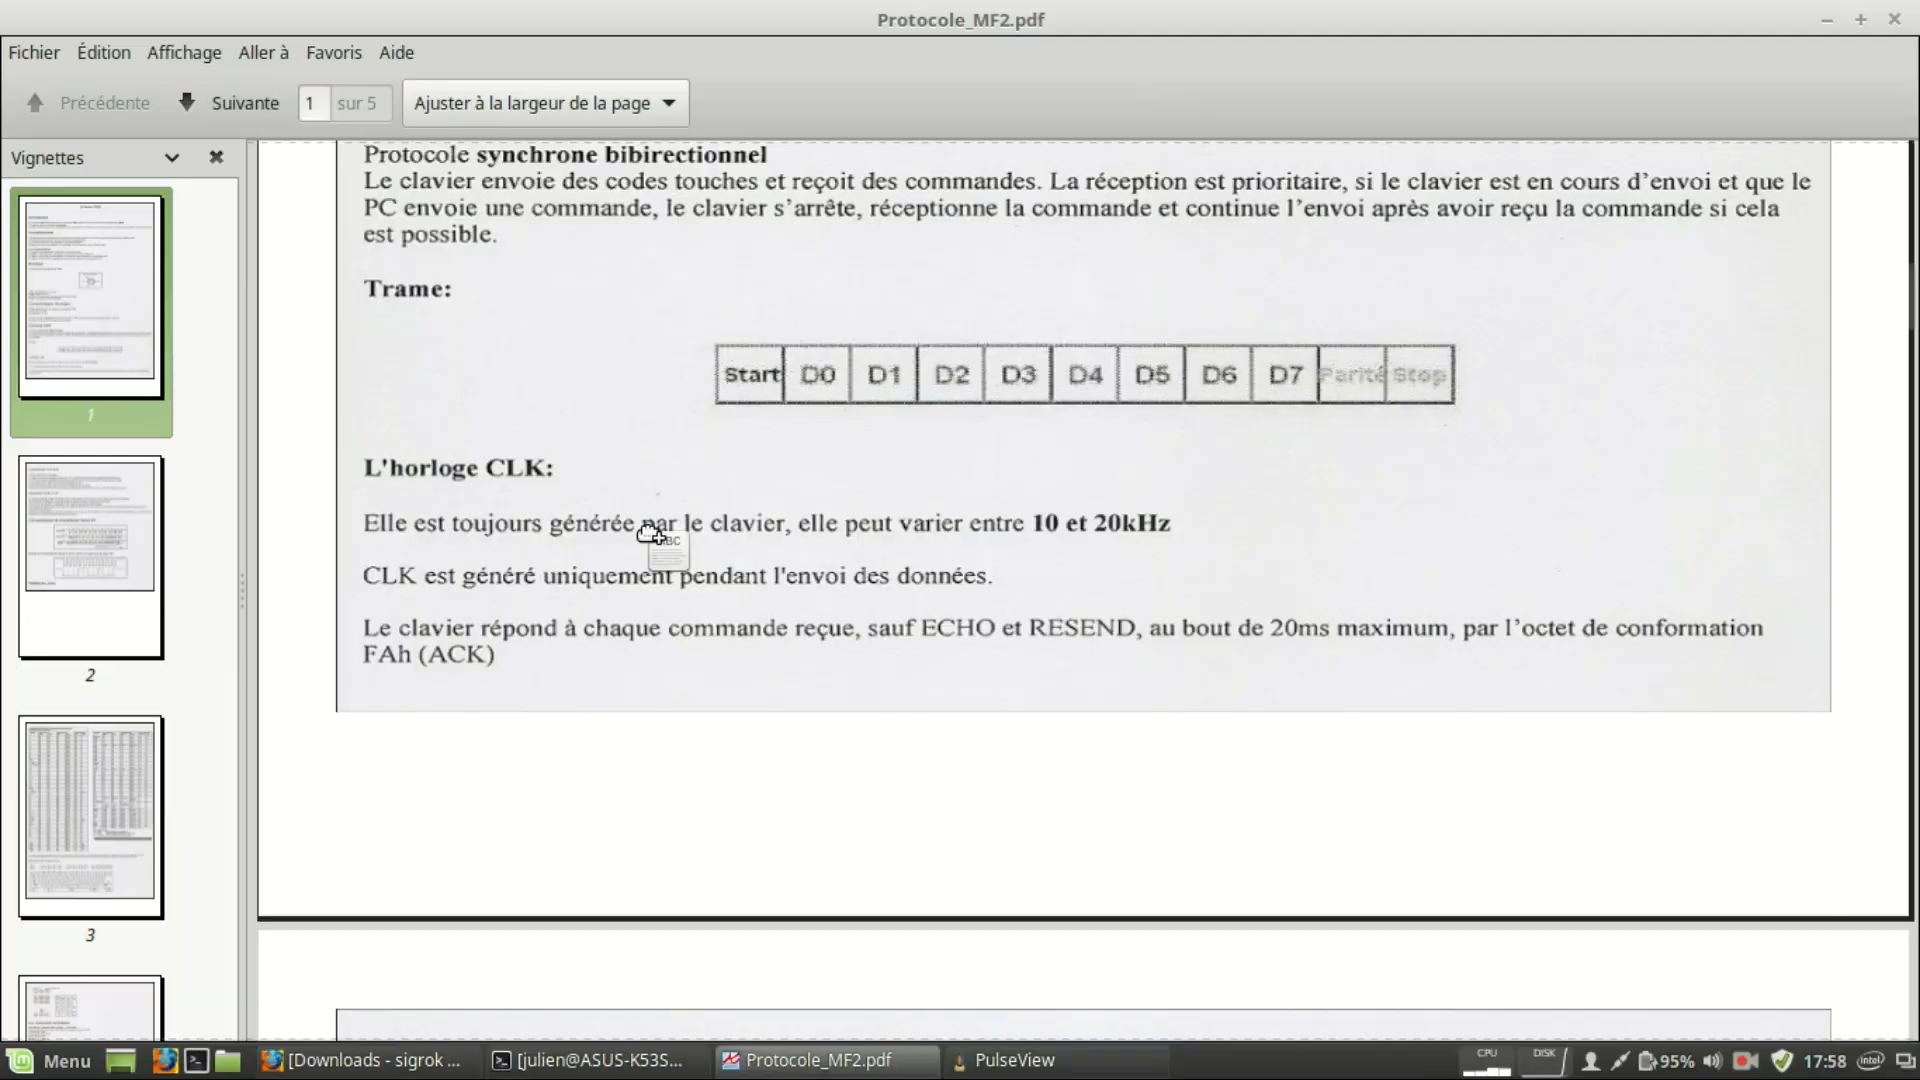 Protocole_MF2.pdf
Fichier Édition Affichage Aller à Favoris Aide
Précédente Suivante 1 sur 5 Ajuster à la largeur de la page
Vignettes
1
2
3
Protocole synchrone bibirectionnel
Le clavier envoie des codes touches et reçoit des commandes. La réception est prioritaire, si le clavier est en cours d'envoi et que le
PC envoie une commande, le clavier s'arrête, réceptionne la commande et continue l'envoi après avoir reçu la commande si cela
est possible.
Trame:
Start D0 D1 D2 D3 D4 D5 D6 D7 Parité Stop
L'horloge CLK:
Elle est toujours générée par le clavier, elle peut varier entre 10 et 20kHz
CLK est généré uniquement pendant l'envoi des données.
Le clavier répond à chaque commande reçue, sauf ECHO et RESEND, au bout de 20ms maximum, par l'octet de conformation
FAh (ACK)
Menu [Downloads - sigrok ... [julien@ASUS-K53S... Protocole_MF2.pdf PulseView CPU DISK 95% 17:58 intel